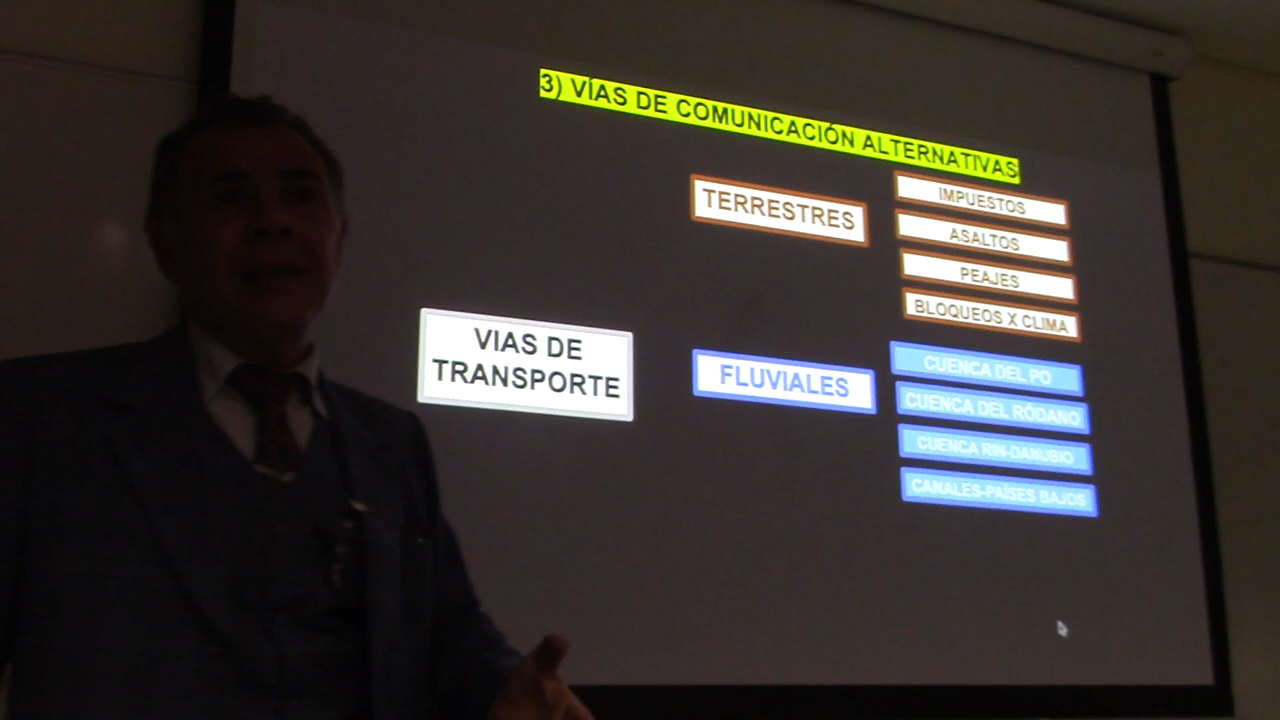 3) VÍAS DE COMUNICACIÓN ALTERNATIVAS
VIAS DE
TRANSPORTE
TERRESTRES
IMPUESTOS
ASALTOS
PEAJES
BLOQUEOS X CLIMA
FLUVIALES
CUENCA DEL PO
CUENCA DEL RÓDANO
CUENCA RIN-DANUBIO
CANALES-PAÍSES BAJOS